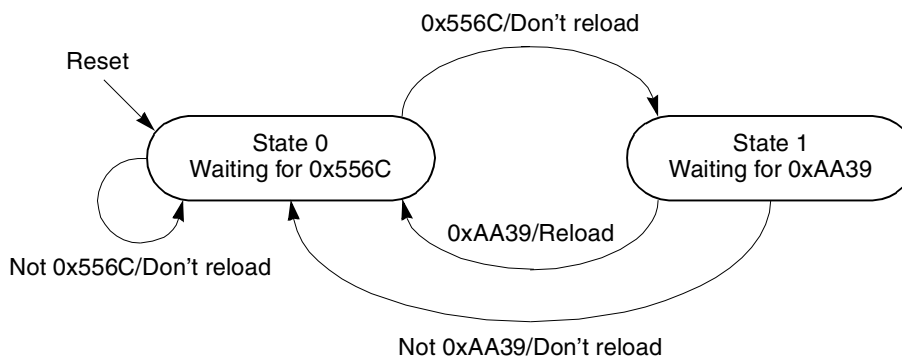 0x556C/Don't reload
Reset
State 0
Waiting for 0x556C
State 1
Waiting for 0xAA39
0xAA39/Reload
Not 0x556C/Don't reload
Not 0xAA39/Don't reload